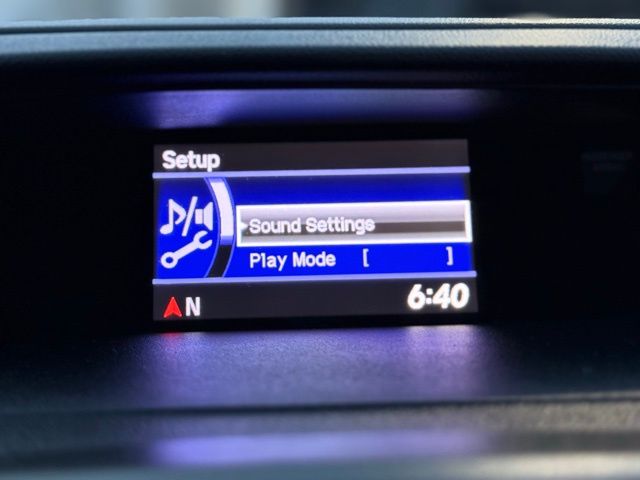 Setup
Sound Settings
Play Mode [ ]
N 6:40